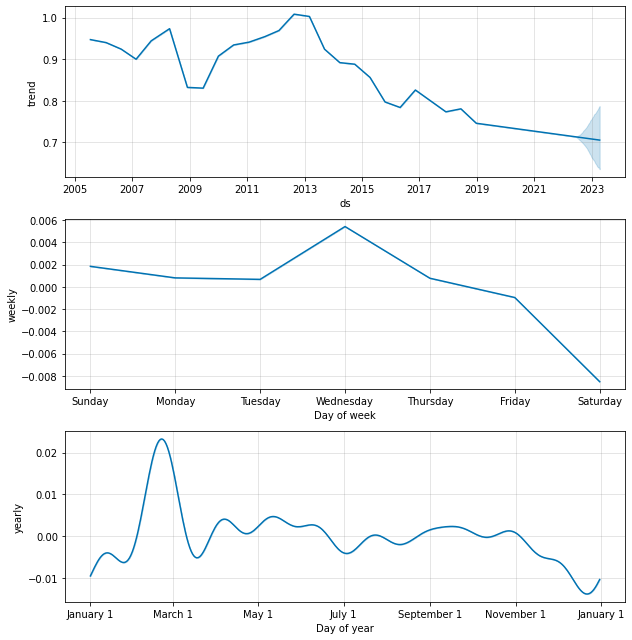 1.0
0.9
0.8
0.7
trend
2005 2007 2009 2011 2013 2015 2017 2019 2021 2023
ds
0.006
0.004
0.002
0.000
−0.002
−0.004
−0.006
−0.008
weekly
Sunday Monday Tuesday Wednesday Thursday Friday Saturday
Day of week
0.02
0.01
0.00
−0.01
yearly
January 1 March 1 May 1 July 1 September 1 November 1 January 1
Day of year